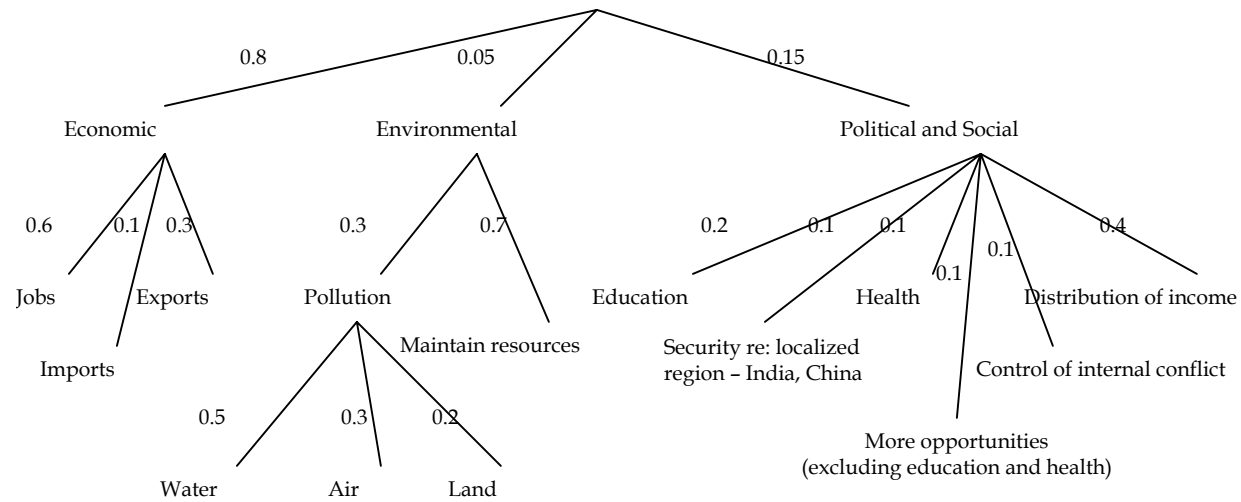 0.8 0.05 0.15
Economic Environmental Political and Social
0.6 0.1 0.3 0.3 0.7 0.2 0.1 0.1 0.4
0.1
0.1
Jobs Exports Pollution Education Health Distribution of income
Maintain resources Security re: localized
region – India, China
Imports Control of internal conflict
0.5 0.3 0.2
More opportunities
(excluding education and health)
Water Air Land